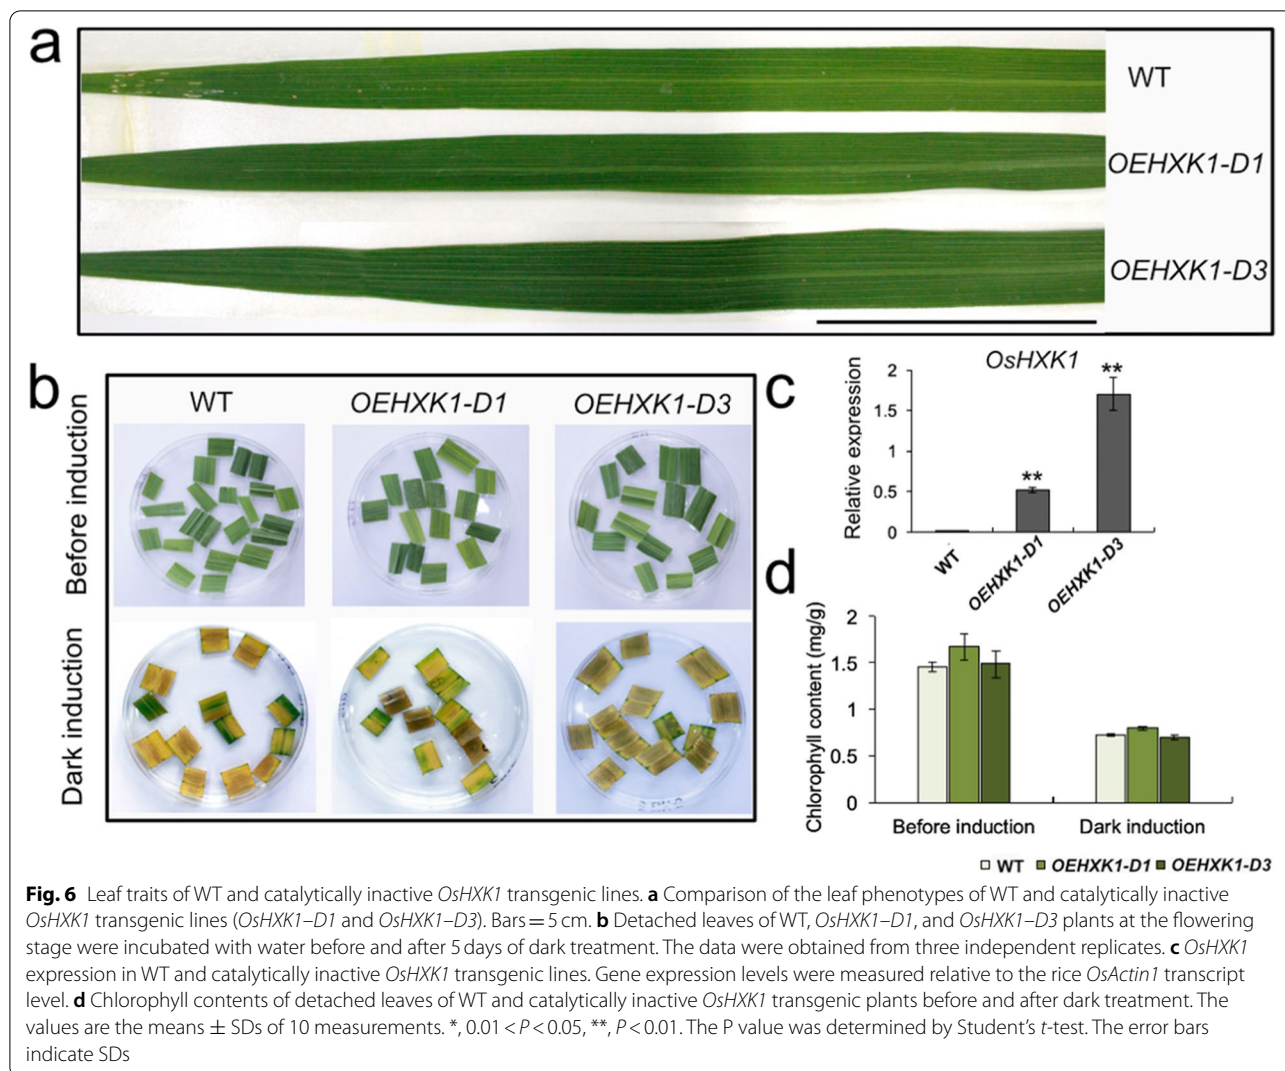 a
WT
OEHXK1-D1
OEHXK1-D3
b
WT
OEHXK1-D1
OEHXK1-D3
Before induction
Dark induction
c
OsHXK1
Relative expression
2
1.5
1
0.5
0
**
**
WT
OEHXK1-D1
OEHXK1-D3
d
Chlorophyll content (mg/g)
2
1.5
1
0.5
0
Before induction
Dark induction
WT OEHXK1-D1 OEHXK1-D3
Fig. 6 Leaf traits of WT and catalytically inactive OsHXK1 transgenic lines. a Comparison of the leaf phenotypes of WT and catalytically inactive
OsHXK1 transgenic lines (OsHXK1–D1 and OsHXK1–D3). Bars = 5 cm. b Detached leaves of WT, OsHXK1–D1, and OsHXK1–D3 plants at the flowering
stage were incubated with water before and after 5 days of dark treatment. The data were obtained from three independent replicates. c OsHXK1
expression in WT and catalytically inactive OsHXK1 transgenic lines. Gene expression levels were measured relative to the rice OsActin1 transcript
level. d Chlorophyll contents of detached leaves of WT and catalytically inactive OsHXK1 transgenic plants before and after dark treatment. The
values are the means ± SDs of 10 measurements. *, 0.01 < P < 0.05, **, P < 0.01. The P value was determined by Student’s t-test. The error bars
indicate SDs